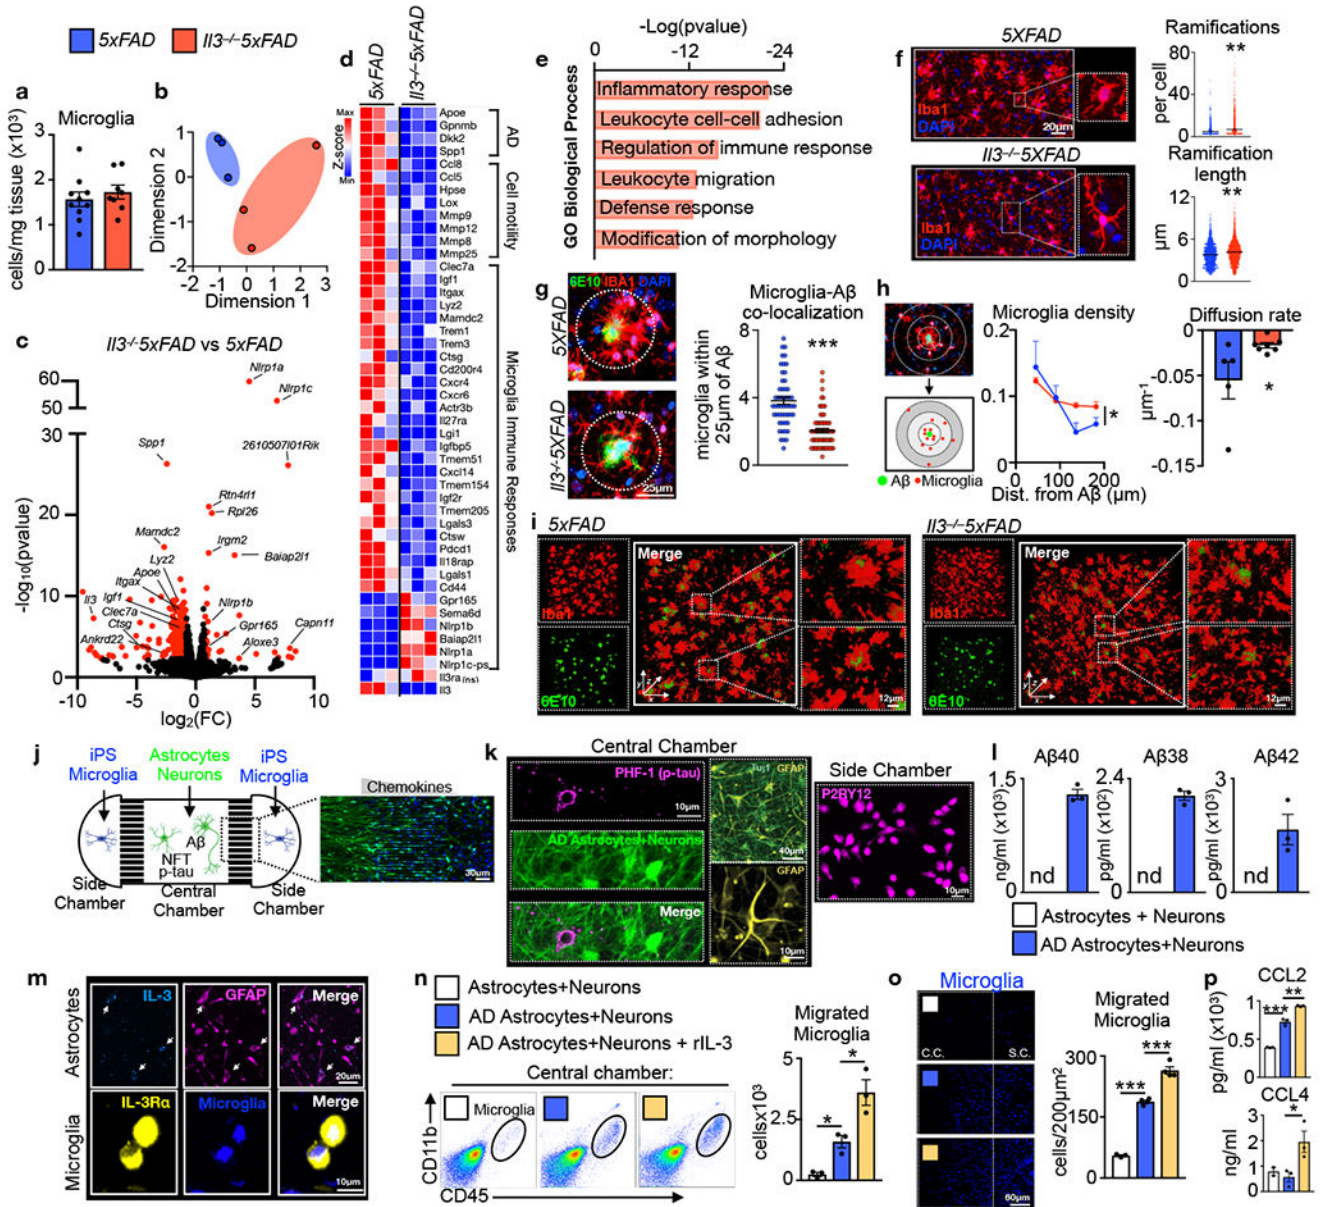 5xFAD
Il3–/–5xFAD
a
Microglia
cells/mg tissue (x10³)
3
2
1
0
b
Dimension 2
1
0
−1
−2
−2 −1 0 1 2 3
Dimension 1
c
Il3-/-5xFAD vs 5xFAD
-log10(pvalue)
60
50
30
20
15
10
5
0
-10 -5 0 5 10
log2(FC)
Nlrp1a
Nlrp1c
Spp1
2610507I01Rik
Rtn4rl1
Rpl26
Mamdc2
Irgm2
Lyz2
Baiap2l1
Apoe
Itgax
Il3
Igf1
Nlrp1b
Clec7a
Ctsg
Gpr165
Capn11
Ankrd22
Aloxe3
d
5xFAD
Il3–/–5xFAD
Max
Z-score
Min
Apoe
Gpnmb
Dkk2
Spp1
Ccl8
Ccl5
Hpse
Lox
Mmp9
Mmp12
Mmp8
Mmp25
Clec7a
Igf1
Itgax
Lyz2
Mamdc2
Trem1
Trem3
Ctsg
Cd200r4
Cxcr4
Cxcr6
Actr3b
Il27ra
Lgi1
Igfbp5
Tmem51
Cxcl14
Tmem154
Igf2r
Tmem205
Lgals3
Ctsw
Pdcd1
Il18rap
Lgals1
Cd44
Gpr165
Sema6d
Nlrp1b
Baiap2l1
Nlrp1a
Nlrp1c-ps
Il3ra (ns)
Il3
AD
Cell motility
Microglia Immune Responses
e
-Log(pvalue)
0 -12 -24
GO Biological Process
Inflammatory response
Leukocyte cell-cell adhesion
Regulation of immune response
Leukocyte migration
Defense response
Modification of morphology
f
5XFAD
Iba1
DAPI
20µm
Il3–/–5XFAD
Iba1
DAPI
Ramifications
per cell
80
40
0
**
Ramification
length
**
µm
12
6
0
g
6E10 IBA1 DAPI
5XFAD
Il3–/–5XFAD
25µm
Microglia-Aβ
co-localization
microglia within
25µm of Aβ
8
4
0
***
h
Aβ Microglia
Microglia density
0.2
0.1
0
*
0 100 200
Dist. from Aβ (µm)
Diffusion rate
µm-1
0
−0.05
−0.10
−0.15
*
i
5xFAD
Iba1
6E10
Merge
y z x
12µm
Il3–/–5xFAD
Iba1
6E10
Merge
y z x
12µm
j
iPS
Microglia
Astrocytes
Neurons
iPS
Microglia
Aβ
NFT
p-tau
Side
Chamber
Central
Chamber
Side
Chamber
Chemokines
30µm
k
Central Chamber
PHF-1 (p-tau)
10µm
AD Astrocytes+Neurons
Merge
Tuj1 GFAP
40µm
GFAP
10µm
Side Chamber
P2RY12
10µm
l
Aβ40
pg/ml (x10³)
1.5
0
nd
Aβ38
pg/ml (x10²)
2.4
0
nd
Aβ42
pg/ml (x10³)
3
0
nd
Astrocytes + Neurons
AD Astrocytes+Neurons
m
Astrocytes
IL-3
GFAP
Merge
20µm
Microglia
IL-3Rα
Microglia
Merge
10µm
n
Astrocytes+Neurons
AD Astrocytes+Neurons
AD Astrocytes+Neurons + rIL-3
Central chamber:
Microglia
CD11b
CD45
Migrated
Microglia
cellsx10³
5
2.5
0
*
*
o
Microglia
C.C. S.C.
60µm
Migrated
Microglia
cells/200µm²
300
150
0
***
***
p
CCL2
pg/ml (x10³)
1
0.5
0
***
**
CCL4
ng/ml
3
2
1
0
*